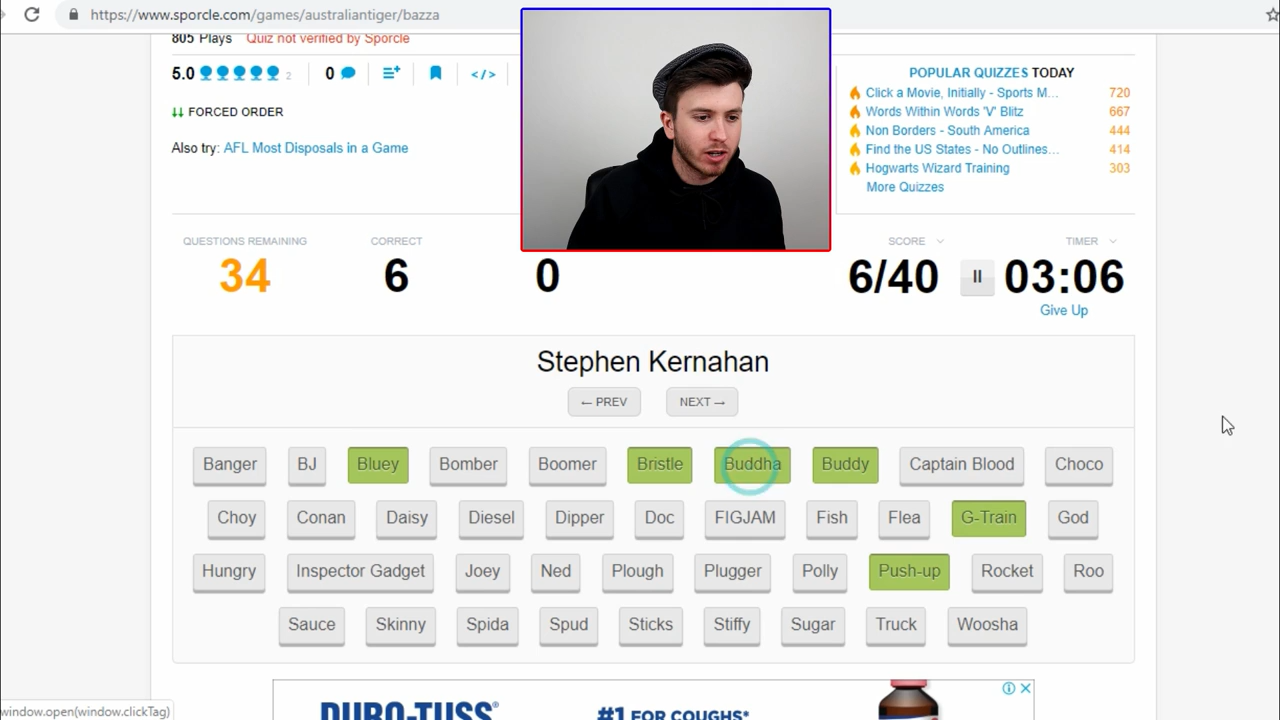 https://www.sporcle.com/games/australiantiger/bazza
805 Plays Quiz not verified by Sporcle
5.0 2 0 </>
FORCED ORDER
Also try: AFL Most Disposals in a Game
POPULAR QUIZZES TODAY
Click a Movie, Initially - Sports M... 720
Words Within Words 'V' Blitz 667
Non Borders - South America 444
Find the US States - No Outlines... 414
Hogwarts Wizard Training 303
More Quizzes
QUESTIONS REMAINING CORRECT SCORE TIMER
34 6 0 6/40 03:06
Give Up
Stephen Kernahan
← PREV NEXT →
Banger BJ Bluey Bomber Boomer Bristle Buddha Buddy Captain Blood Choco
Choy Conan Daisy Diesel Dipper Doc FIGJAM Fish Flea G-Train God
Hungry Inspector Gadget Joey Ned Plough Plugger Polly Push-up Rocket Roo
Sauce Skinny Spida Spud Sticks Stiffy Sugar Truck Woosha
window.open(window.clickTag)
DURO-TUSS® #1 FOR COUGHS*